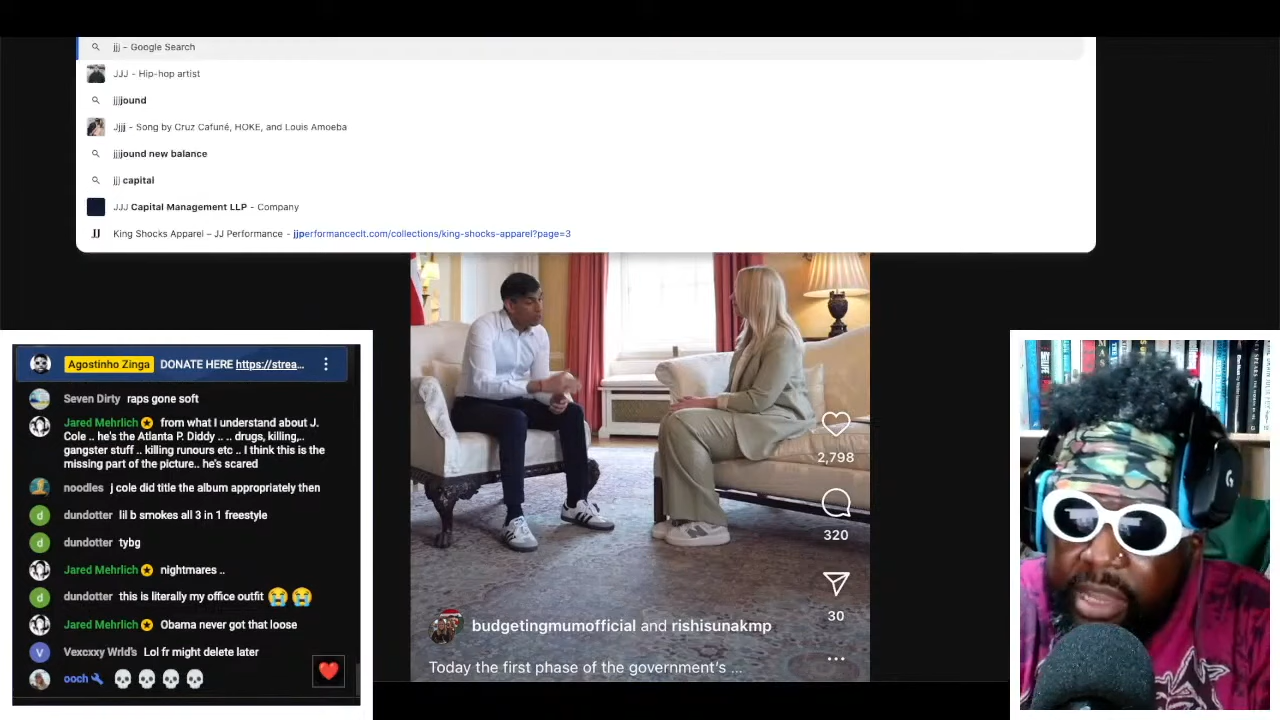 jjj - Google Search
JJJ - Hip-hop artist
jjjjound
Jjjj - Song by Cruz Cafuné, HOKE, and Louis Amoeba
jjjjound new balance
jjj capital
JJJ Capital Management LLP - Company
JJ King Shocks Apparel – JJ Performance - jjperformanceclt.com/collections/king-shocks-apparel?page=3
Agostinho Zinga DONATE HERE https://strea...
Seven Dirty raps gone soft
Jared Mehrlich from what I understand about J.
Cole .. he's the Atlanta P. Diddy .. .. drugs, killing,..
gangster stuff .. killing runours etc .. I think this is the
missing part of the picture.. he's scared
noodles j cole did title the album appropriately then
d dundotter lil b smokes all 3 in 1 freestyle
d dundotter tybg
Jared Mehrlich nightmares ..
d dundotter this is literally my office outfit 😭😭
Jared Mehrlich Obama never got that loose
V Vexcxxy Wrld's Lol fr might delete later
ooch 💀💀💀💀
2,798
320
30
budgetingmumofficial and rishisunakmp
Today the first phase of the government's ...